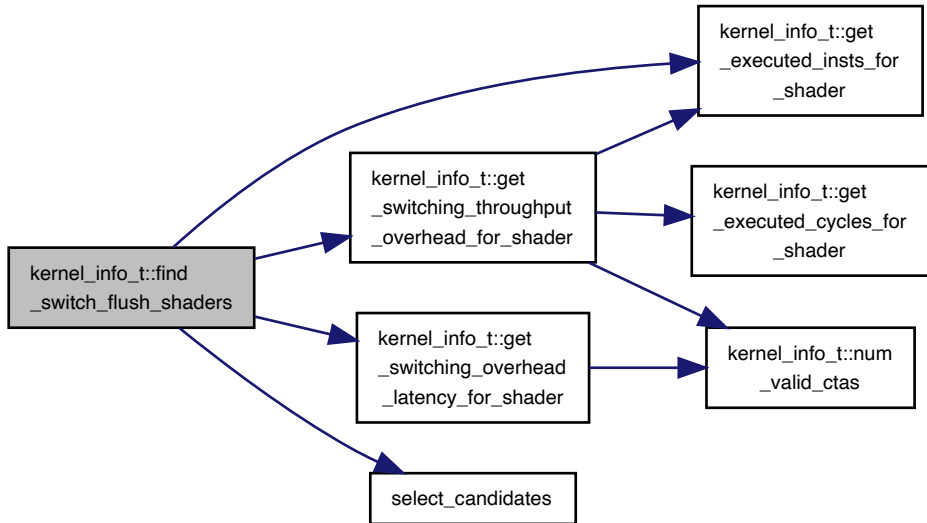 kernel_info_t::find
_switch_flush_shaders
kernel_info_t::get
_switching_throughput
_overhead_for_shader
kernel_info_t::get
_switching_overhead
_latency_for_shader
select_candidates
kernel_info_t::get
_executed_insts_for
_shader
kernel_info_t::get
_executed_cycles_for
_shader
kernel_info_t::num
_valid_ctas